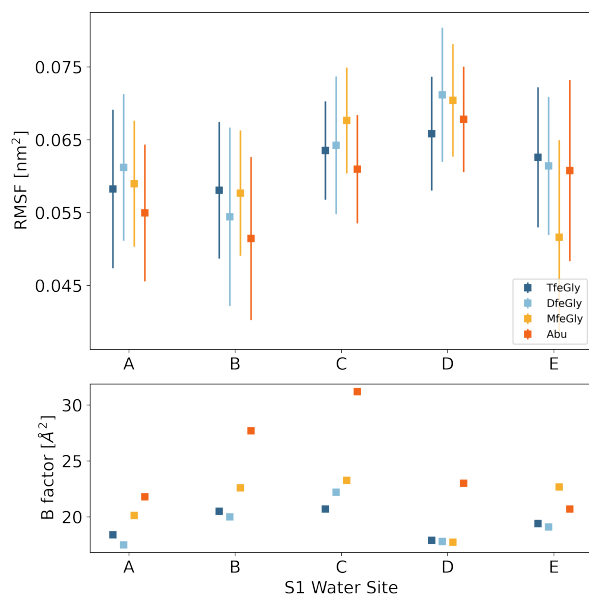 RMSF [nm²]
0.075
0.065
0.055
0.045
TfeGly
DfeGly
MfeGly
Abu
A B C D E
B factor [Å²]
30
25
20
A B C D E
S1 Water Site